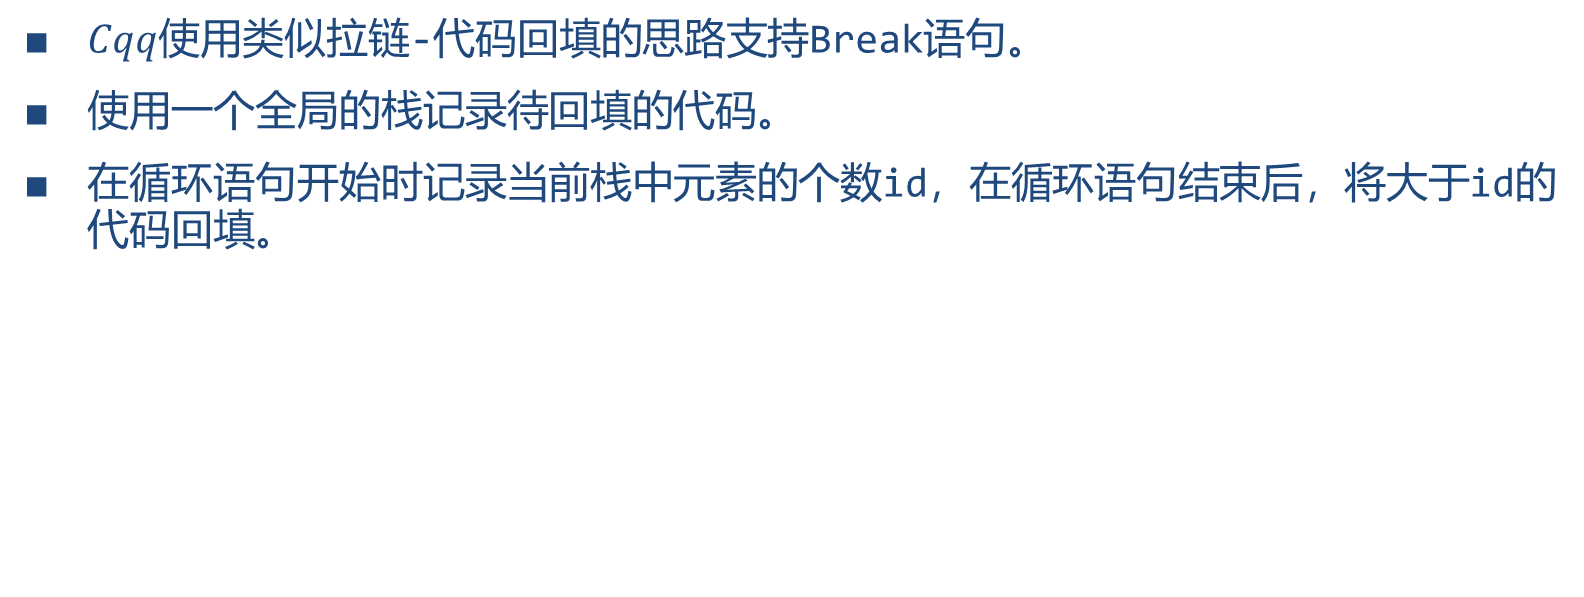 Cqq使用类似拉链-代码回填的思路支持Break语句。
使用一个全局的栈记录待回填的代码。
在循环语句开始时记录当前栈中元素的个数id，在循环语句结束后，将大于id的
代码回填。